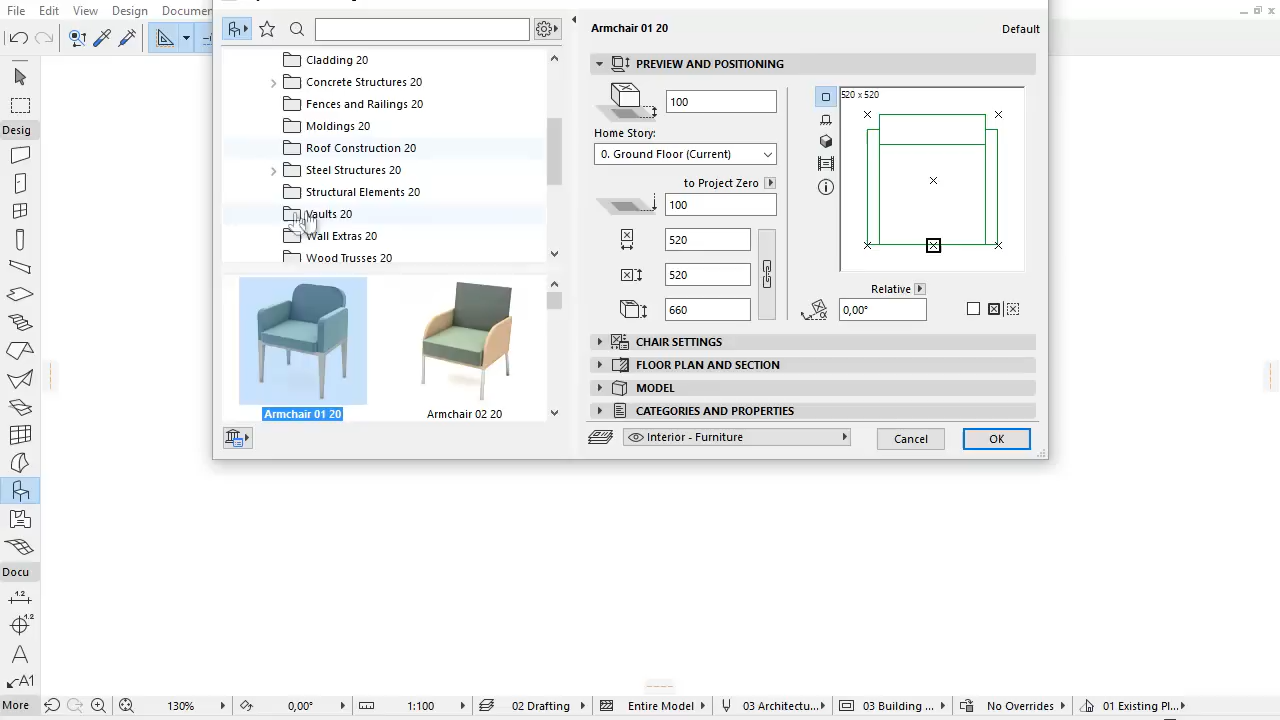 File Edit View Design Documen
Armchair 01 20
Default
Cladding 20
Concrete Structures 20
Fences and Railings 20
Moldings 20
Roof Construction 20
Steel Structures 20
Structural Elements 20
Vaults 20
Wall Extras 20
Wood Trusses 20
Armchair 01 20
Armchair 02 20
PREVIEW AND POSITIONING
100
Home Story:
0. Ground Floor (Current)
to Project Zero
100
520
520
660
520 x 520
Relative
0,00°
CHAIR SETTINGS
FLOOR PLAN AND SECTION
MODEL
CATEGORIES AND PROPERTIES
Interior - Furniture
Cancel
OK
Desig
Docu
1.2
1.2
A
A1
More
130%
0,00°
1:100
02 Drafting
Entire Model
03 Architectu...
03 Building ...
No Overrides
01 Existing Pl...